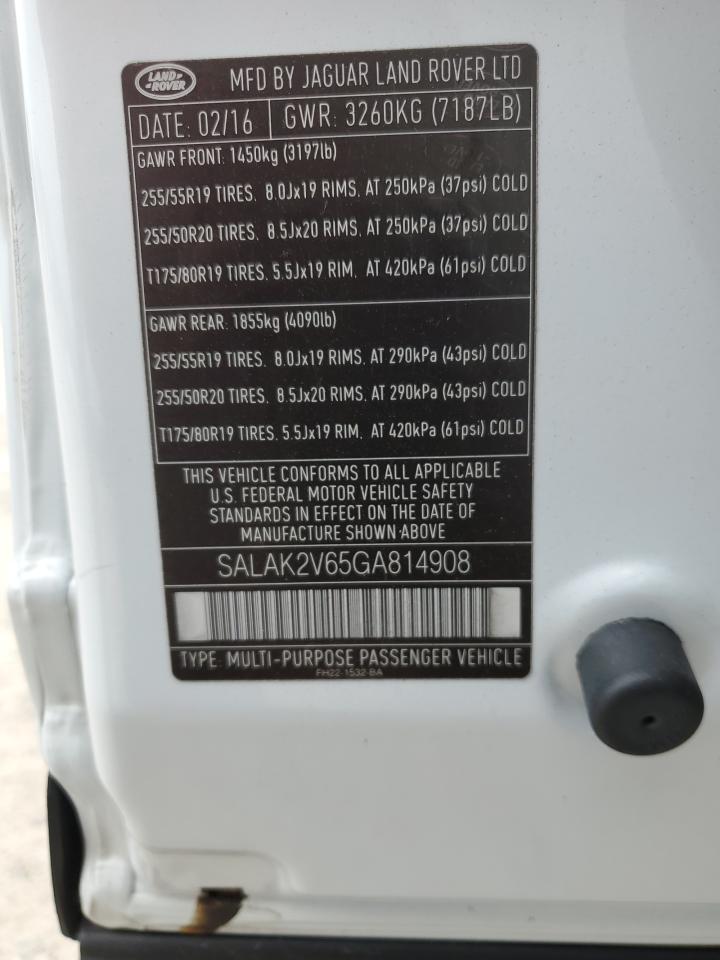 LAND ROVER
MFD BY JAGUAR LAND ROVER LTD
DATE: 02/16 GWR: 3260KG (7187LB)
GAWR FRONT: 1450kg (3197lb)
255/55R19 TIRES. 8.0Jx19 RIMS. AT 250kPa (37psi) COLD
255/50R20 TIRES. 8.5Jx20 RIMS. AT 250kPa (37psi) COLD
T175/80R19 TIRES. 5.5Jx19 RIM. AT 420kPa (61psi) COLD
GAWR REAR: 1855kg (4090lb)
255/55R19 TIRES. 8.0Jx19 RIMS. AT 290kPa (43psi) COLD
255/50R20 TIRES. 8.5Jx20 RIMS. AT 290kPa (43psi) COLD
T175/80R19 TIRES. 5.5Jx19 RIM. AT 420kPa (61psi) COLD
THIS VEHICLE CONFORMS TO ALL APPLICABLE
U.S. FEDERAL MOTOR VEHICLE SAFETY
STANDARDS IN EFFECT ON THE DATE OF
MANUFACTURE SHOWN ABOVE
SALAK2V65GA814908
TYPE: MULTI-PURPOSE PASSENGER VEHICLE
FH22-1532-BA